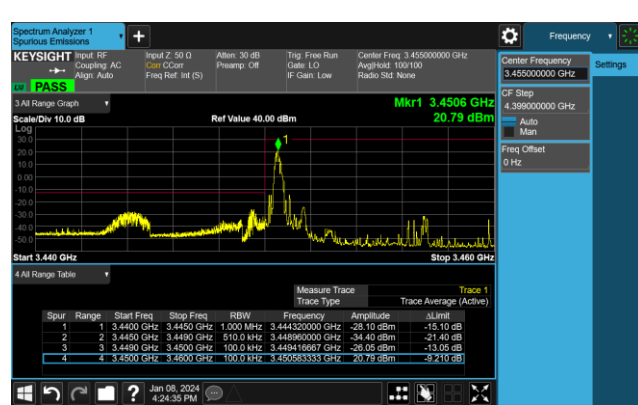 Spectrum Analyzer 1
Spurious Emissions
Frequency
KEYSIGHT
Input: RF
Coupling: AC
Align: Auto
Input Z: 50 Ω
Corr CCorr
Freq Ref: Int (S)
Atten: 30 dB
Preamp: Off
Trig: Free Run
Gate: LO
IF Gain: Low
Center Freq: 3.455000000 GHz
Avg|Hold: 100/100
Radio Std: None
PASS
Center Frequency
3.455000000 GHz
Settings
CF Step
4.399000000 GHz
Auto
Man
Freq Offset
0 Hz
3 All Range Graph
Mkr1 3.4506 GHz
20.79 dBm
Scale/Div 10.0 dB
Ref Value 40.00 dBm
Log
30.0
20.0
10.0
0.00
-10.0
-20.0
-30.0
-40.0
-50.0
1
Start 3.440 GHz
Stop 3.460 GHz
4 All Range Table
Measure Trace Trace 1
Trace Type Trace Average (Active)
Spur Range Start Freq Stop Freq RBW Frequency Amplitude ΔLimit
1 1 3.4400 GHz 3.4450 GHz 1.000 MHz 3.444320000 GHz -28.10 dBm -15.10 dB
2 2 3.4450 GHz 3.4490 GHz 510.0 kHz 3.448960000 GHz -34.40 dBm -21.40 dB
3 3 3.4490 GHz 3.4500 GHz 100.0 kHz 3.449416667 GHz -26.05 dBm -13.05 dB
4 4 3.4500 GHz 3.4600 GHz 100.0 kHz 3.450583333 GHz 20.79 dBm -9.210 dB
Jan 08, 2024
4:24:35 PM